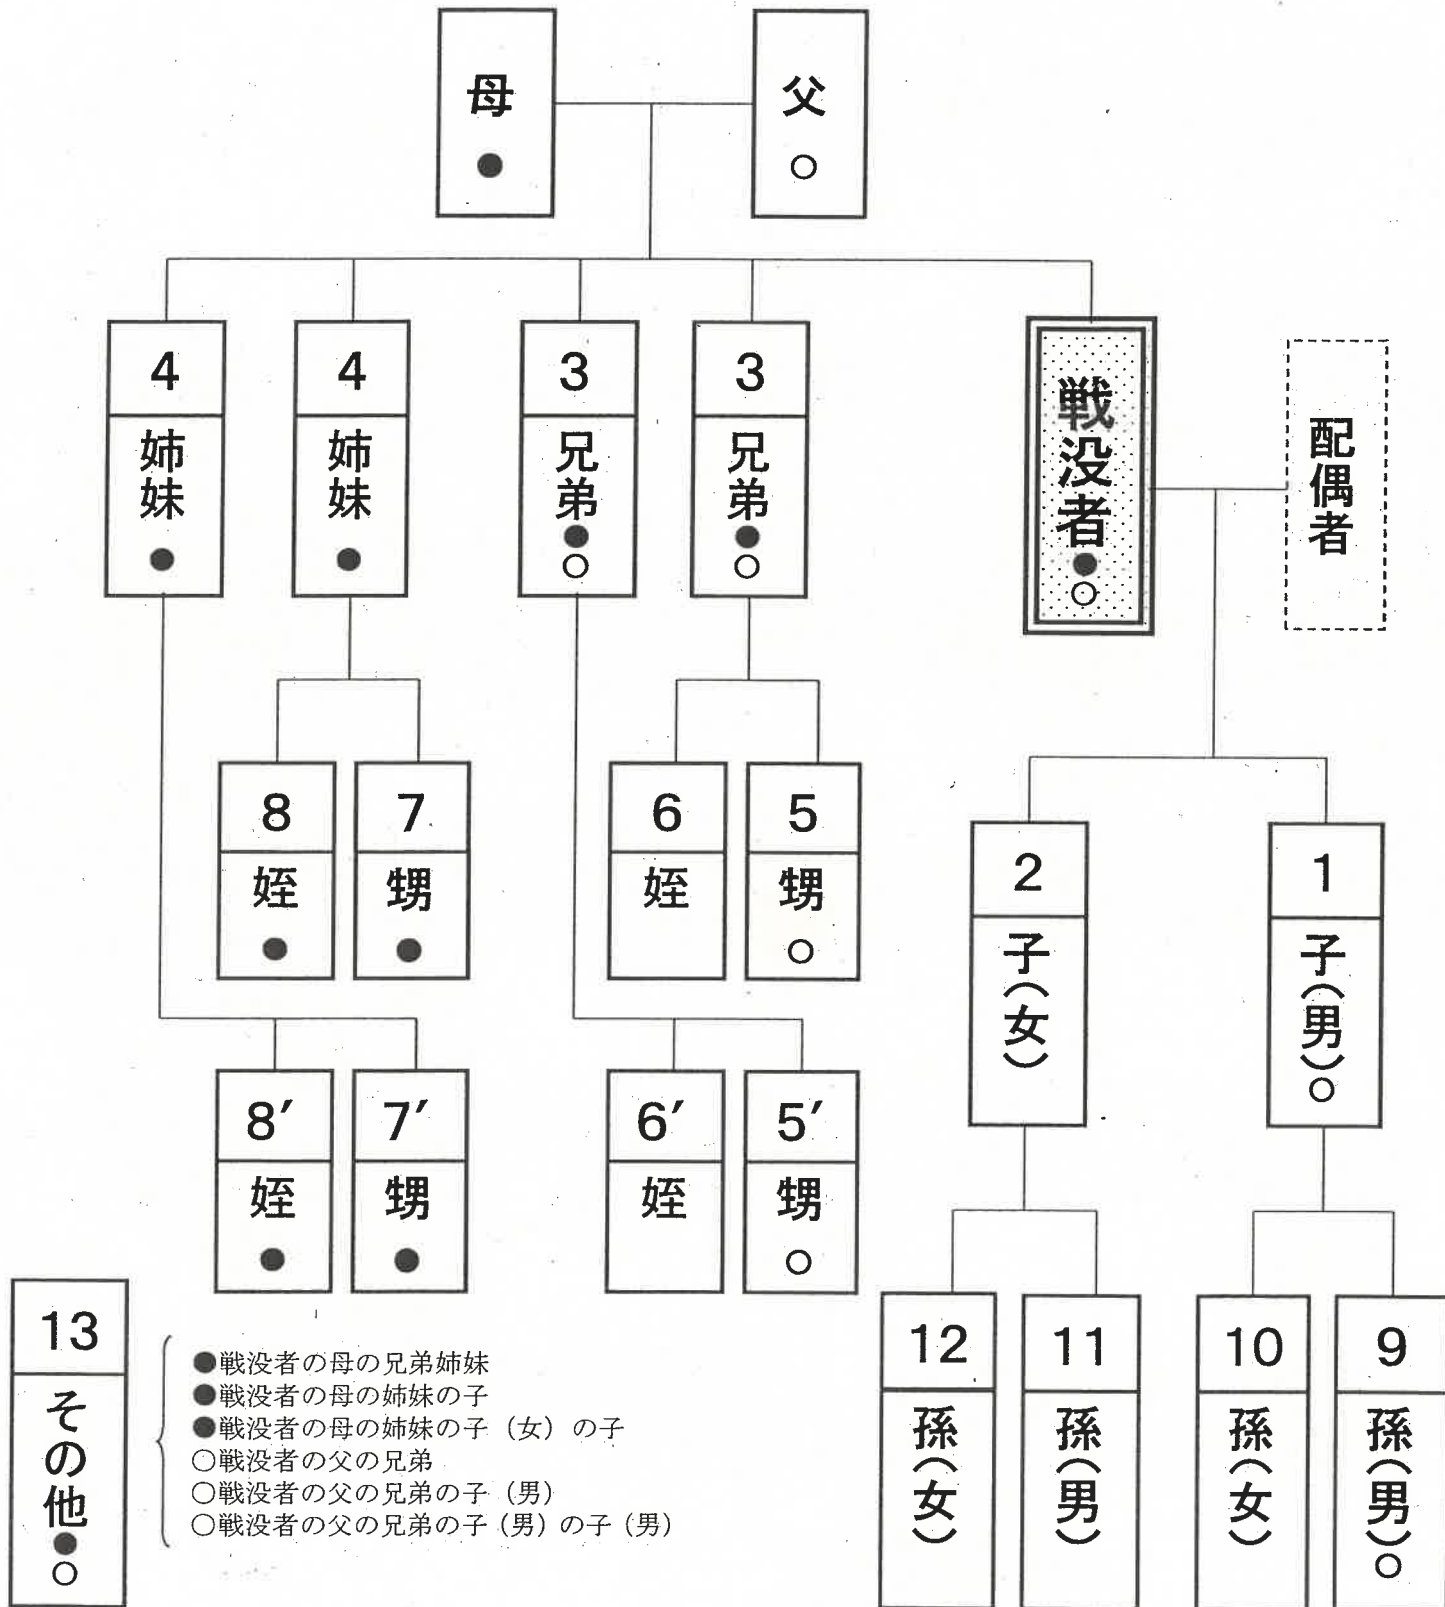 母●
父○
4 姉妹●
4 姉妹●
3 兄弟●○
3 兄弟●○
戦没者●○
配偶者
8 姪●
7 甥●
6 姪
5 甥○
2 子(女)
1 子(男)○
8′ 姪●
7′ 甥●
6′ 姪
5′ 甥○
12 孫(女)
11 孫(男)
10 孫(女)
9 孫(男)○
13 その他●○
●戦没者の母の兄弟姉妹
●戦没者の母の姉妹の子
●戦没者の母の姉妹の子(女)の子
○戦没者の父の兄弟
○戦没者の父の兄弟の子(男)
○戦没者の父の兄弟の子(男)の子(男)